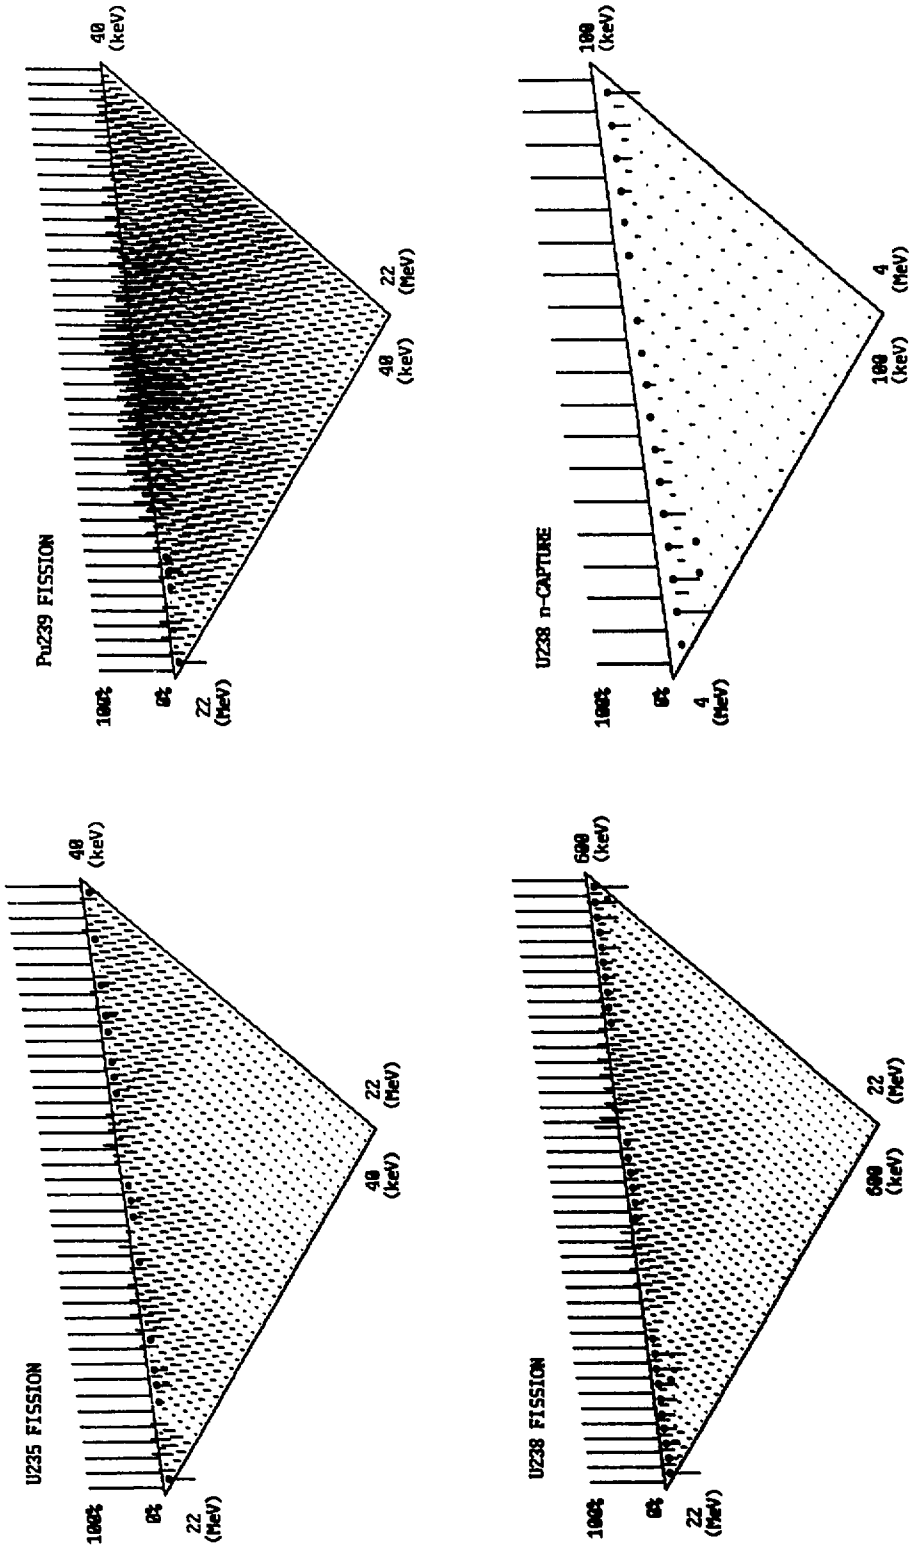 Pu239 FISSION
100%
0%
22
(MeV)
40
(keV)
22
(MeV)
40
(keV)
U238 n-CAPTURE
100%
0%
4
(MeV)
100
(keV)
4
(MeV)
100
(keV)
U235 FISSION
100%
0%
22
(MeV)
40
(keV)
22
(MeV)
40
(keV)
U238 FISSION
100%
0%
22
(MeV)
600
(keV)
22
(MeV)
600
(keV)